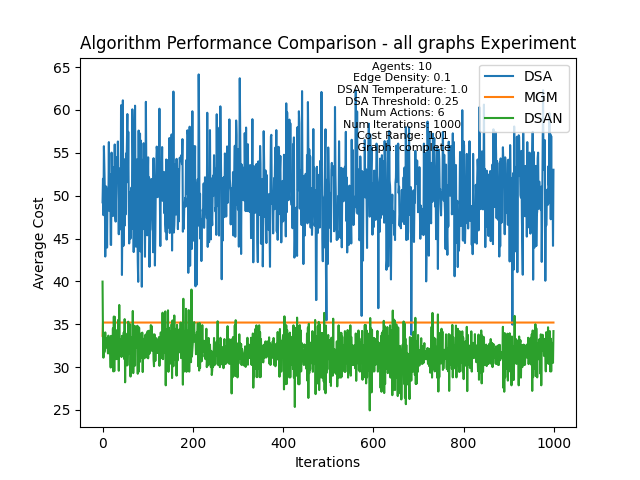 Algorithm Performance Comparison - all graphs Experiment
Agents: 10
Edge Density: 0.1
DSAN Temperature: 1.0
DSA Threshold: 0.25
Num Actions: 6
Num Iterations: 1000
Cost Range: 101
Graph: complete
DSA
MGM
DSAN
Average Cost
65
60
55
50
45
40
35
30
25
0
200
400
600
800
1000
Iterations